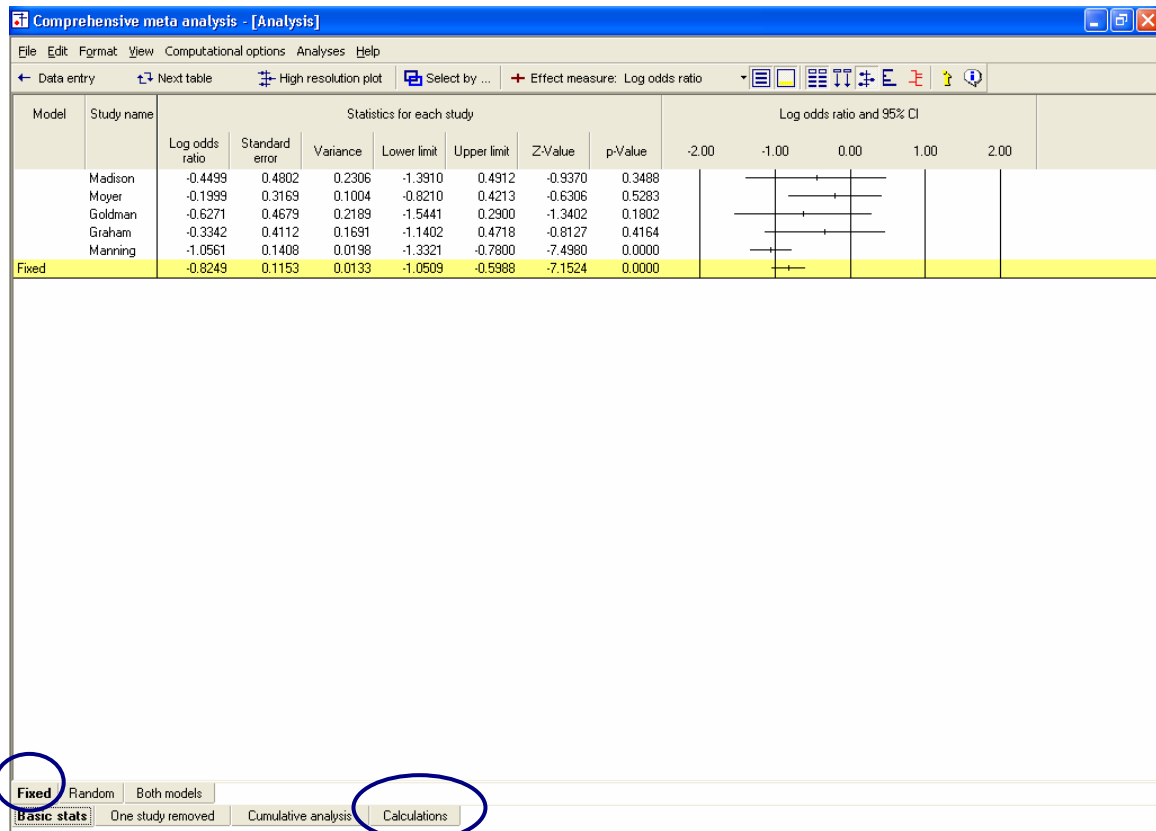 Comprehensive meta analysis - [Analysis]
File Edit Format View Computational options Analyses Help
Data entry Next table High resolution plot Select by ... Effect measure: Log odds ratio
Model Study name Statistics for each study Log odds ratio and 95% CI
Log odds ratio Standard error Variance Lower limit Upper limit Z-Value p-Value -2.00 -1.00 0.00 1.00 2.00
Madison -0.4499 0.4802 0.2306 -1.3910 0.4912 -0.9370 0.3488
Moyer -0.1999 0.3169 0.1004 -0.8210 0.4213 -0.6306 0.5283
Goldman -0.6271 0.4679 0.2189 -1.5441 0.2900 -1.3402 0.1802
Graham -0.3342 0.4112 0.1691 -1.1402 0.4718 -0.8127 0.4164
Manning -1.0561 0.1408 0.0198 -1.3321 -0.7800 -7.4980 0.0000
Fixed -0.8249 0.1153 0.0133 -1.0509 -0.5988 -7.1524 0.0000
Fixed Random Both models
Basic stats One study removed Cumulative analysis Calculations